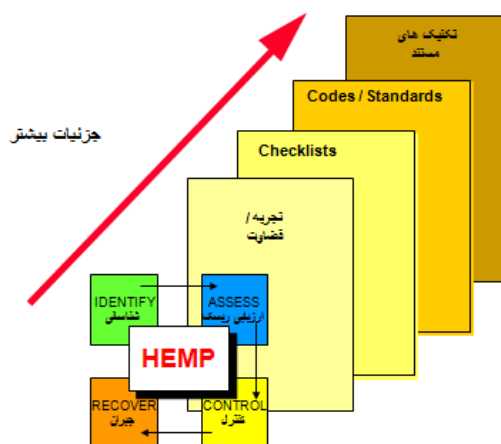 تکنیک های
مستند
Codes / Standards
جزئیات بیشتر
Checklists
تجربه /
قضاوت
IDENTIFY
شناسائی
ASSESS
ارزیابی ریسک
HEMP
RECOVER
جبران
CONTROL
کنترل